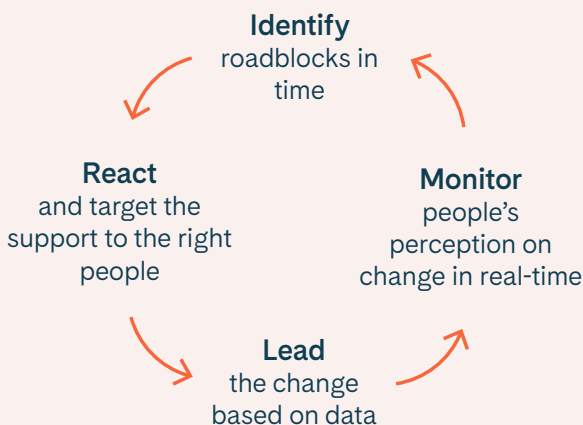 Identify
roadblocks in
time
React
and target the
support to the right
people
Monitor
people’s
perception on
change in real-time
Lead
the change
based on data